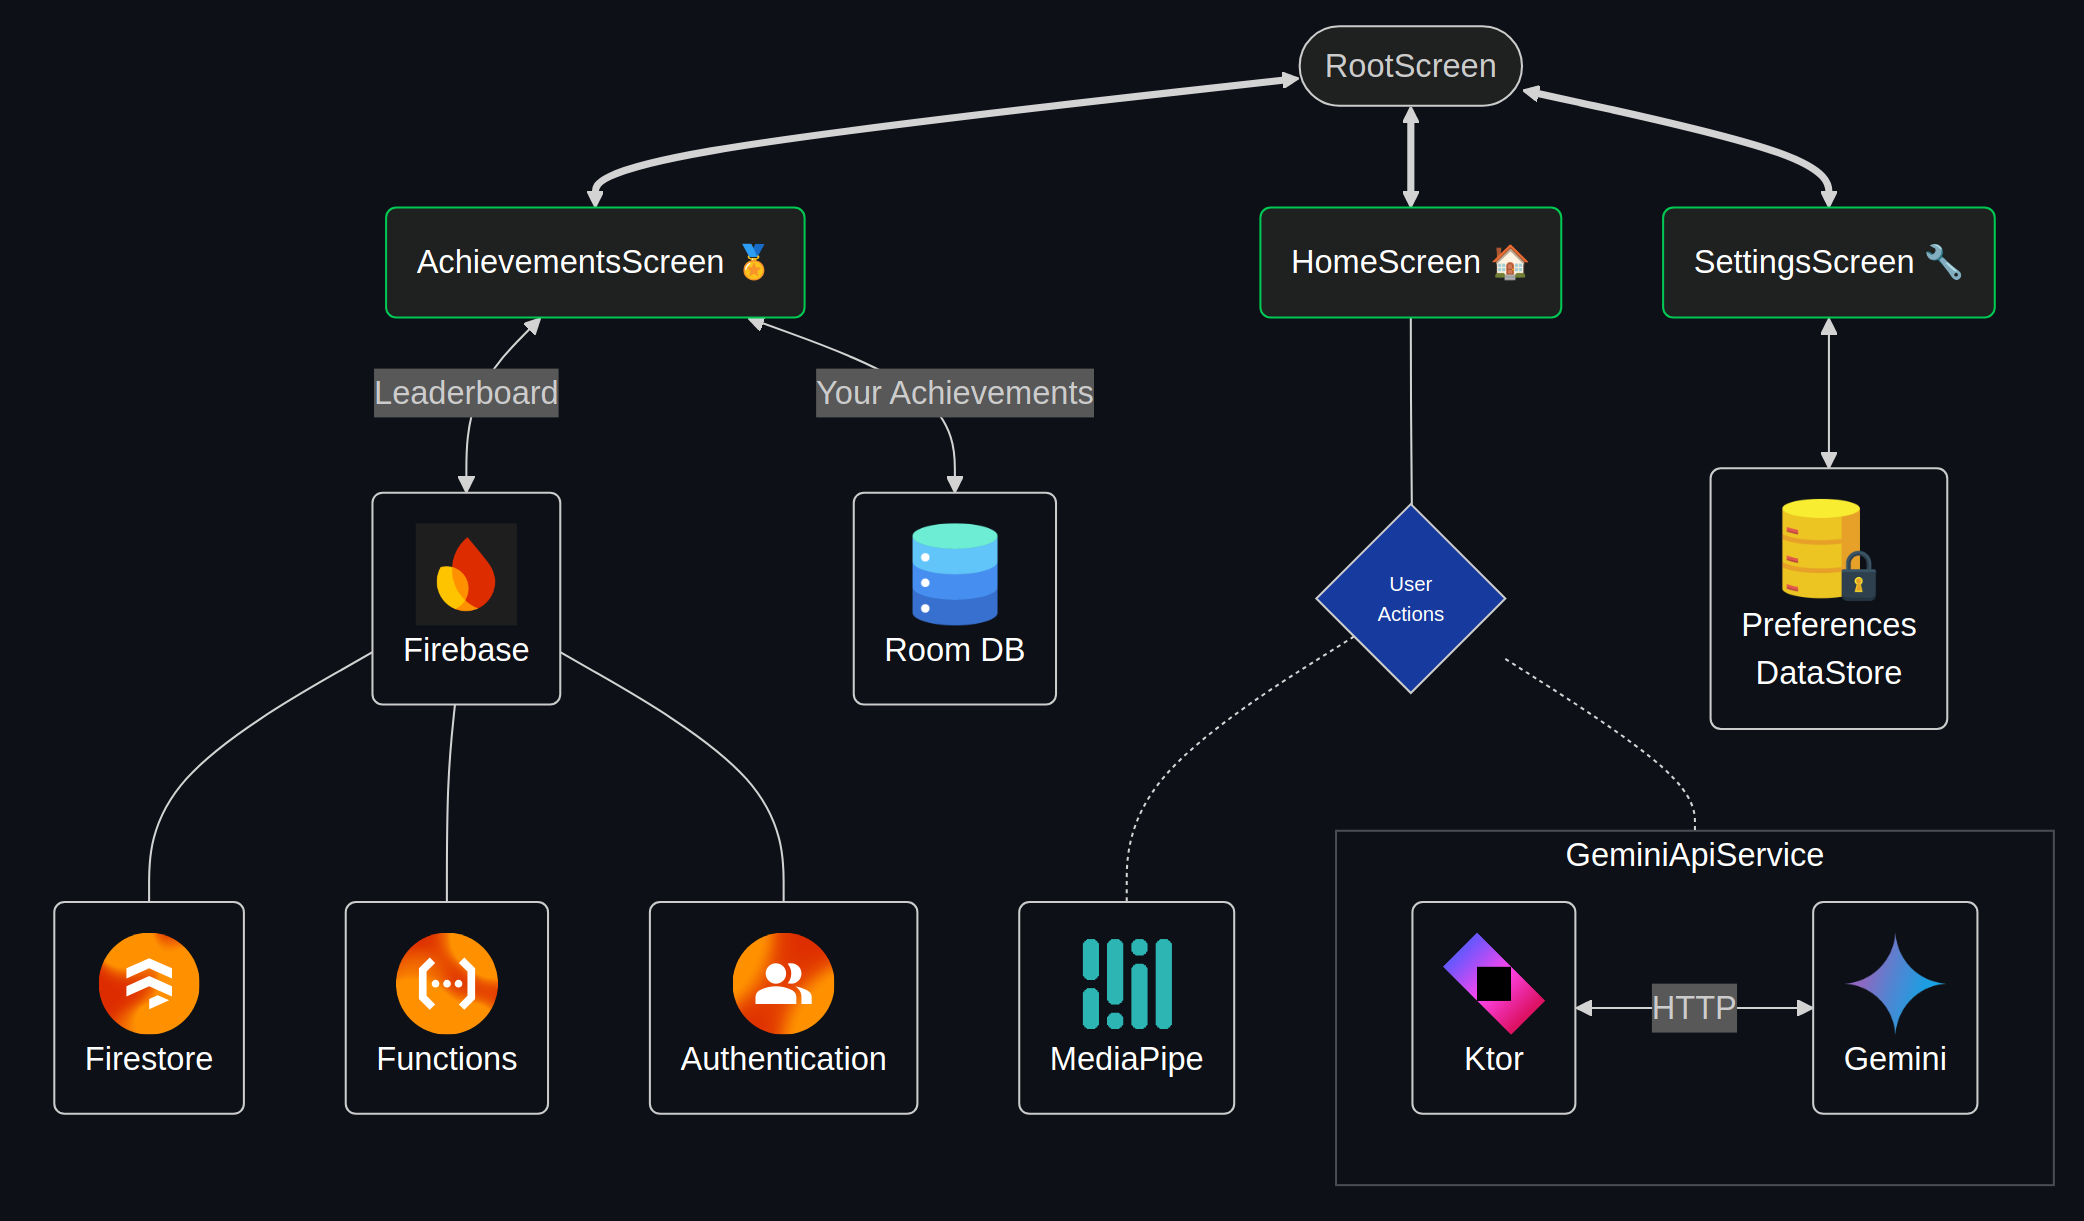 RootScreen
AchievementsScreen 🏅
HomeScreen 🏠
SettingsScreen 🔧
Leaderboard
Your Achievements
Firebase
Room DB
User
Actions
Preferences
DataStore
GeminiApiService
Firestore
Functions
Authentication
MediaPipe
Ktor
HTTP
Gemini